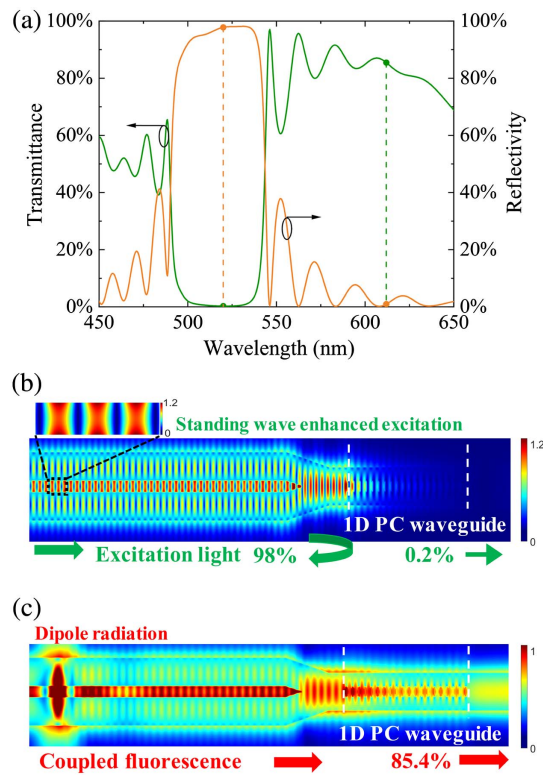 (a)
100%
80%
60%
40%
20%
0%
Transmittance
100%
80%
60%
40%
20%
0%
Reflectivity
450
500
550
600
650
Wavelength (nm)
(b)
1.2
0
Standing wave enhanced excitation
1D PC waveguide
1.2
0
Excitation light 98% 0.2%
(c)
Dipole radiation
1D PC waveguide
1
0
Coupled fluorescence 85.4%